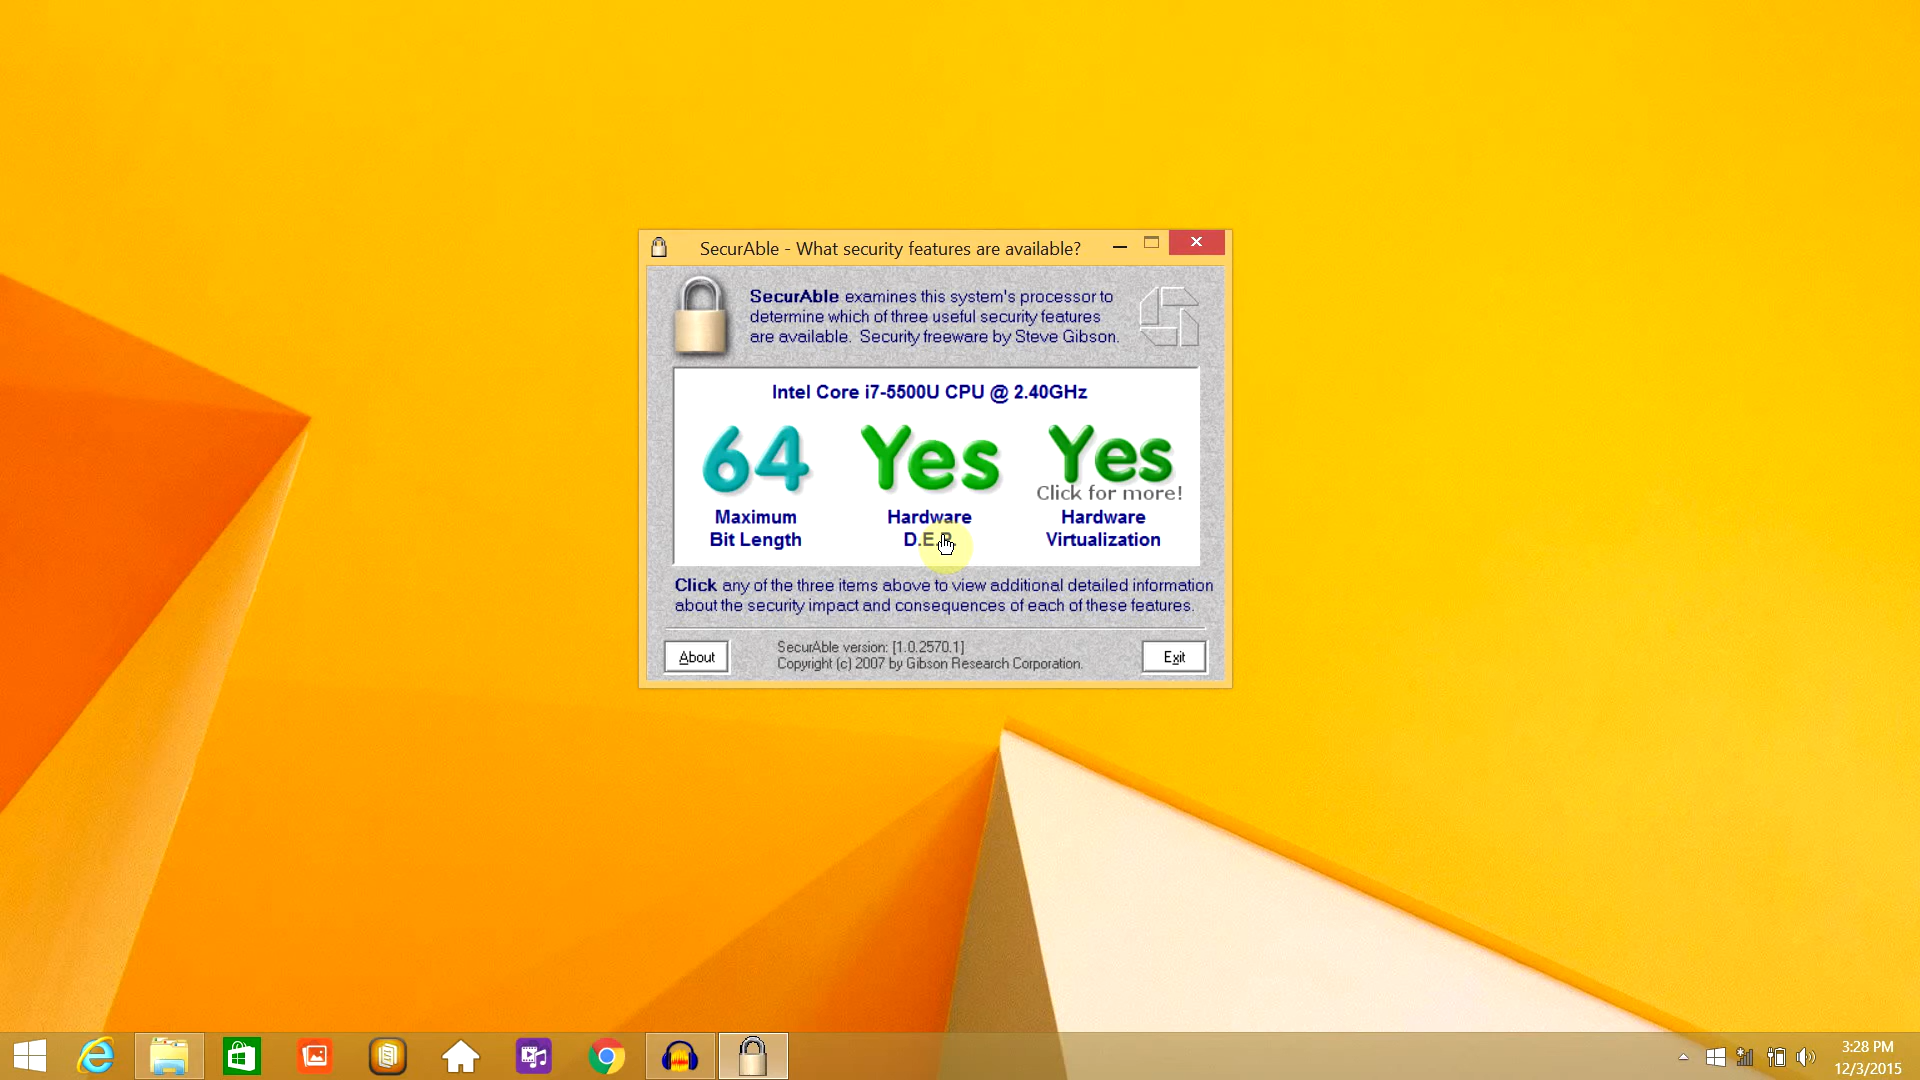 SecurAble - What security features are available?
SecurAble examines this system's processor to
determine which of three useful security features
are available. Security freeware by Steve Gibson.
Intel Core i7-5500U CPU @ 2.40GHz
64 Yes Yes
Click for more!
Maximum Hardware Hardware
Bit Length D.E.P. Virtualization
Click any of the three items above to view additional detailed information
about the security impact and consequences of each of these features.
About
SecurAble version: [1.0.2570.1]
Copyright (c) 2007 by Gibson Research Corporation.
Exit
3:28 PM
12/3/2015